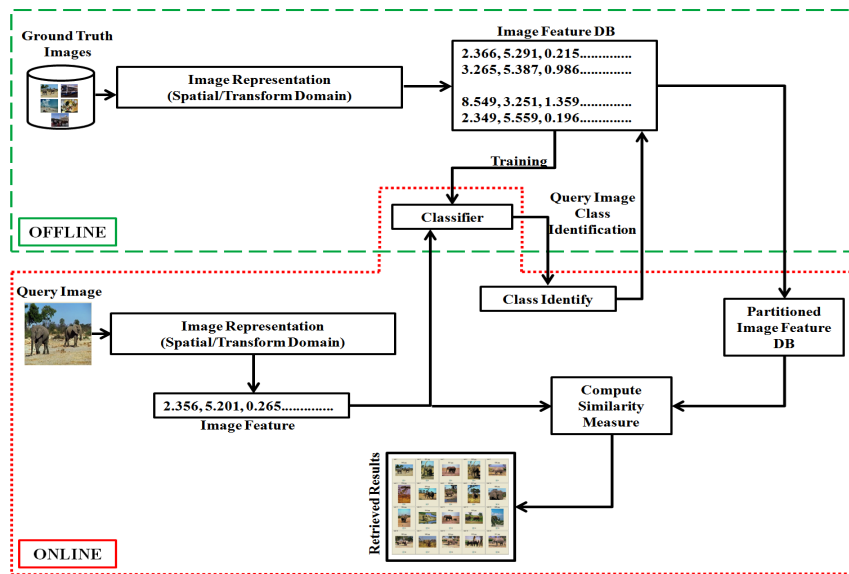 Ground Truth
Images
Image Representation
(Spatial/Transform Domain)
Image Feature DB
2.366, 5.291, 0.215..............
3.265, 5.387, 0.986..............
8.549, 3.251, 1.359..............
2.349, 5.559, 0.196..............
Training
Classifier
Query Image
Class
Identification
OFFLINE
Query Image
Image Representation
(Spatial/Transform Domain)
Class Identify
Partitioned
Image Feature
DB
2.356, 5.201, 0.265..............
Image Feature
Compute
Similarity
Measure
Retrieved Results
ONLINE